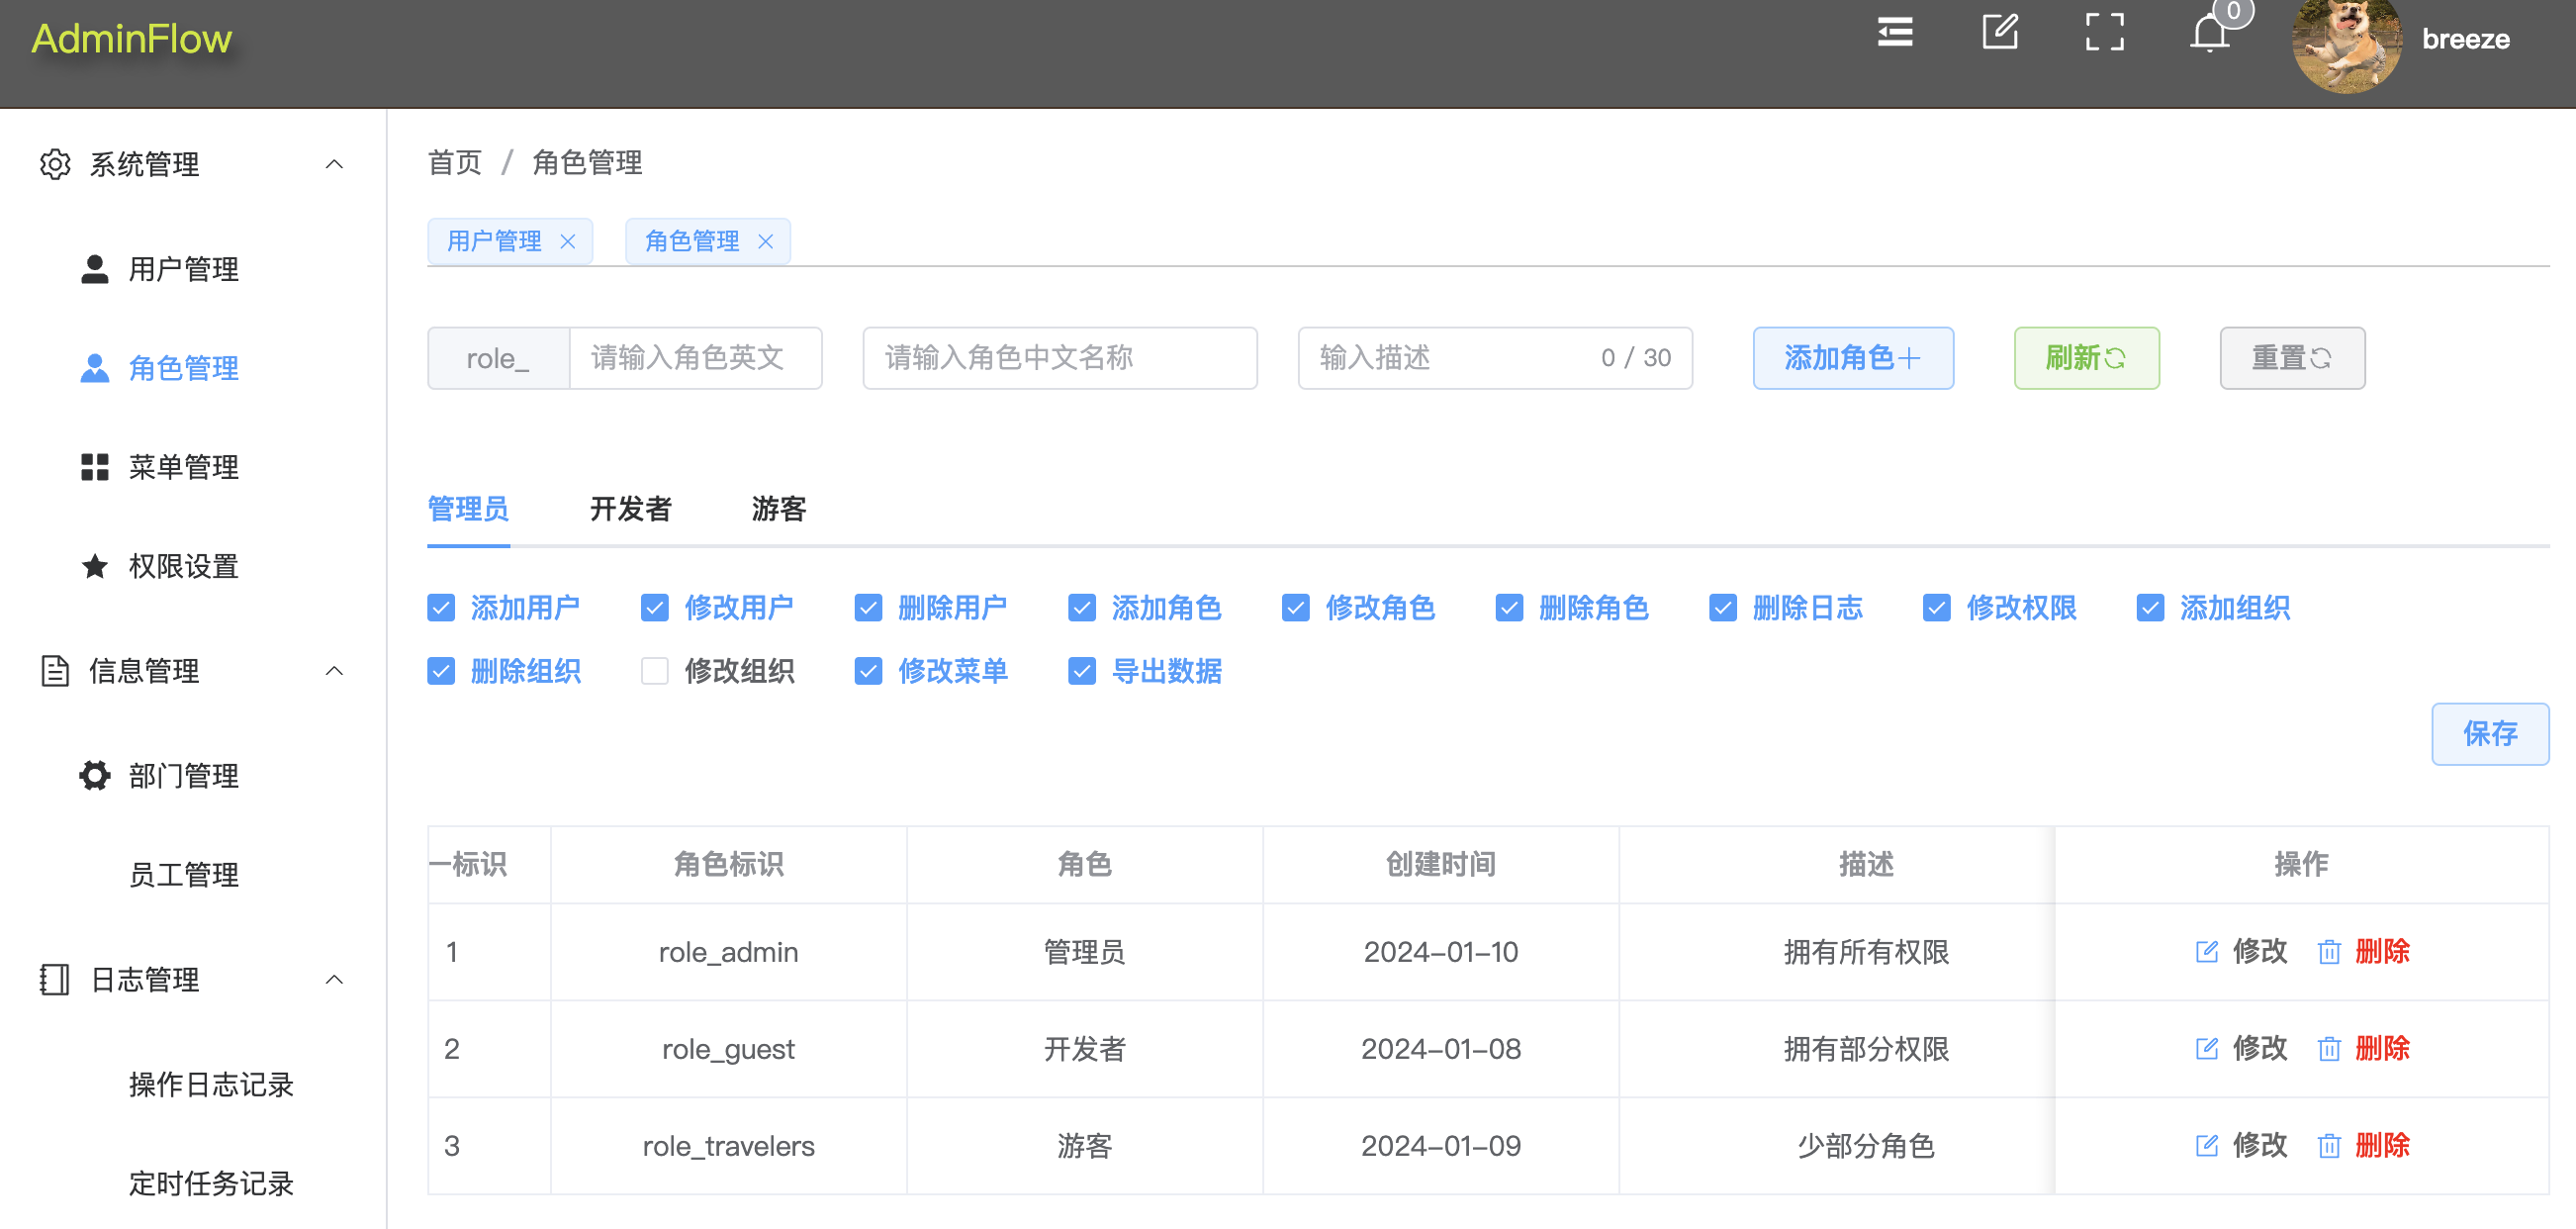 AdminFlow
0
breeze
系统管理
用户管理
角色管理
菜单管理
权限设置
信息管理
部门管理
员工管理
日志管理
操作日志记录
定时任务记录
首页 / 角色管理
用户管理 角色管理
role_ 请输入角色英文 请输入角色中文名称 输入描述 0 / 30 添加角色 刷新 重置
管理员 开发者 游客
添加用户 修改用户 删除用户 添加角色 修改角色 删除角色 删除日志 修改权限 添加组织
删除组织 修改组织 修改菜单 导出数据
保存
一标识 角色标识 角色 创建时间 描述 操作
1 role_admin 管理员 2024-01-10 拥有所有权限 修改 删除
2 role_guest 开发者 2024-01-08 拥有部分权限 修改 删除
3 role_travelers 游客 2024-01-09 少部分角色 修改 删除